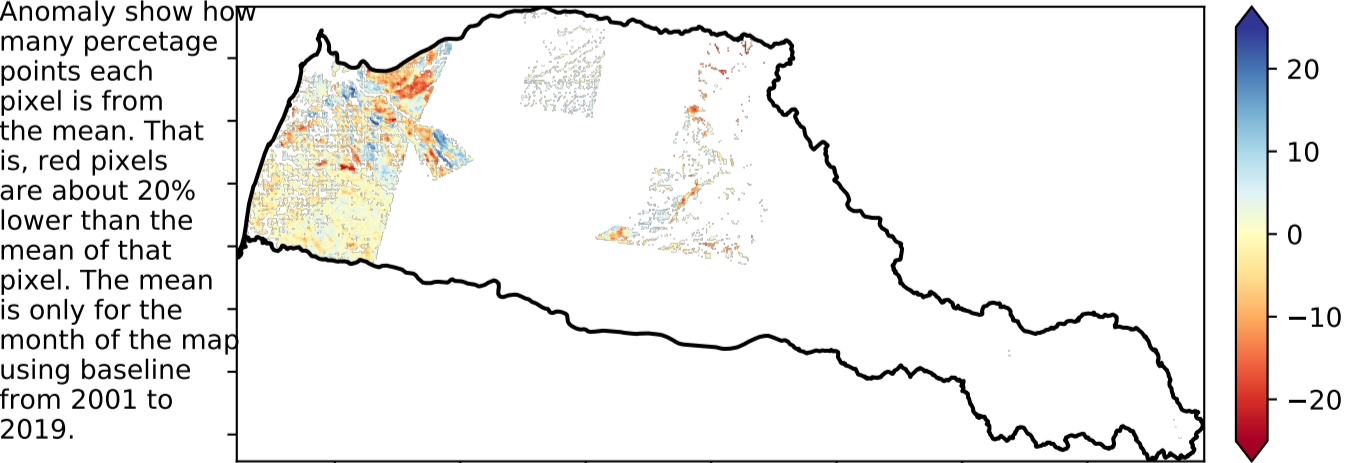 Anomaly show how
many percetage
points each
pixel is from
the mean. That
is, red pixels
are about 20%
lower than the
mean of that
pixel. The mean
is only for the
month of the map
using baseline
from 2001 to
2019.
20
10
0
−10
−20